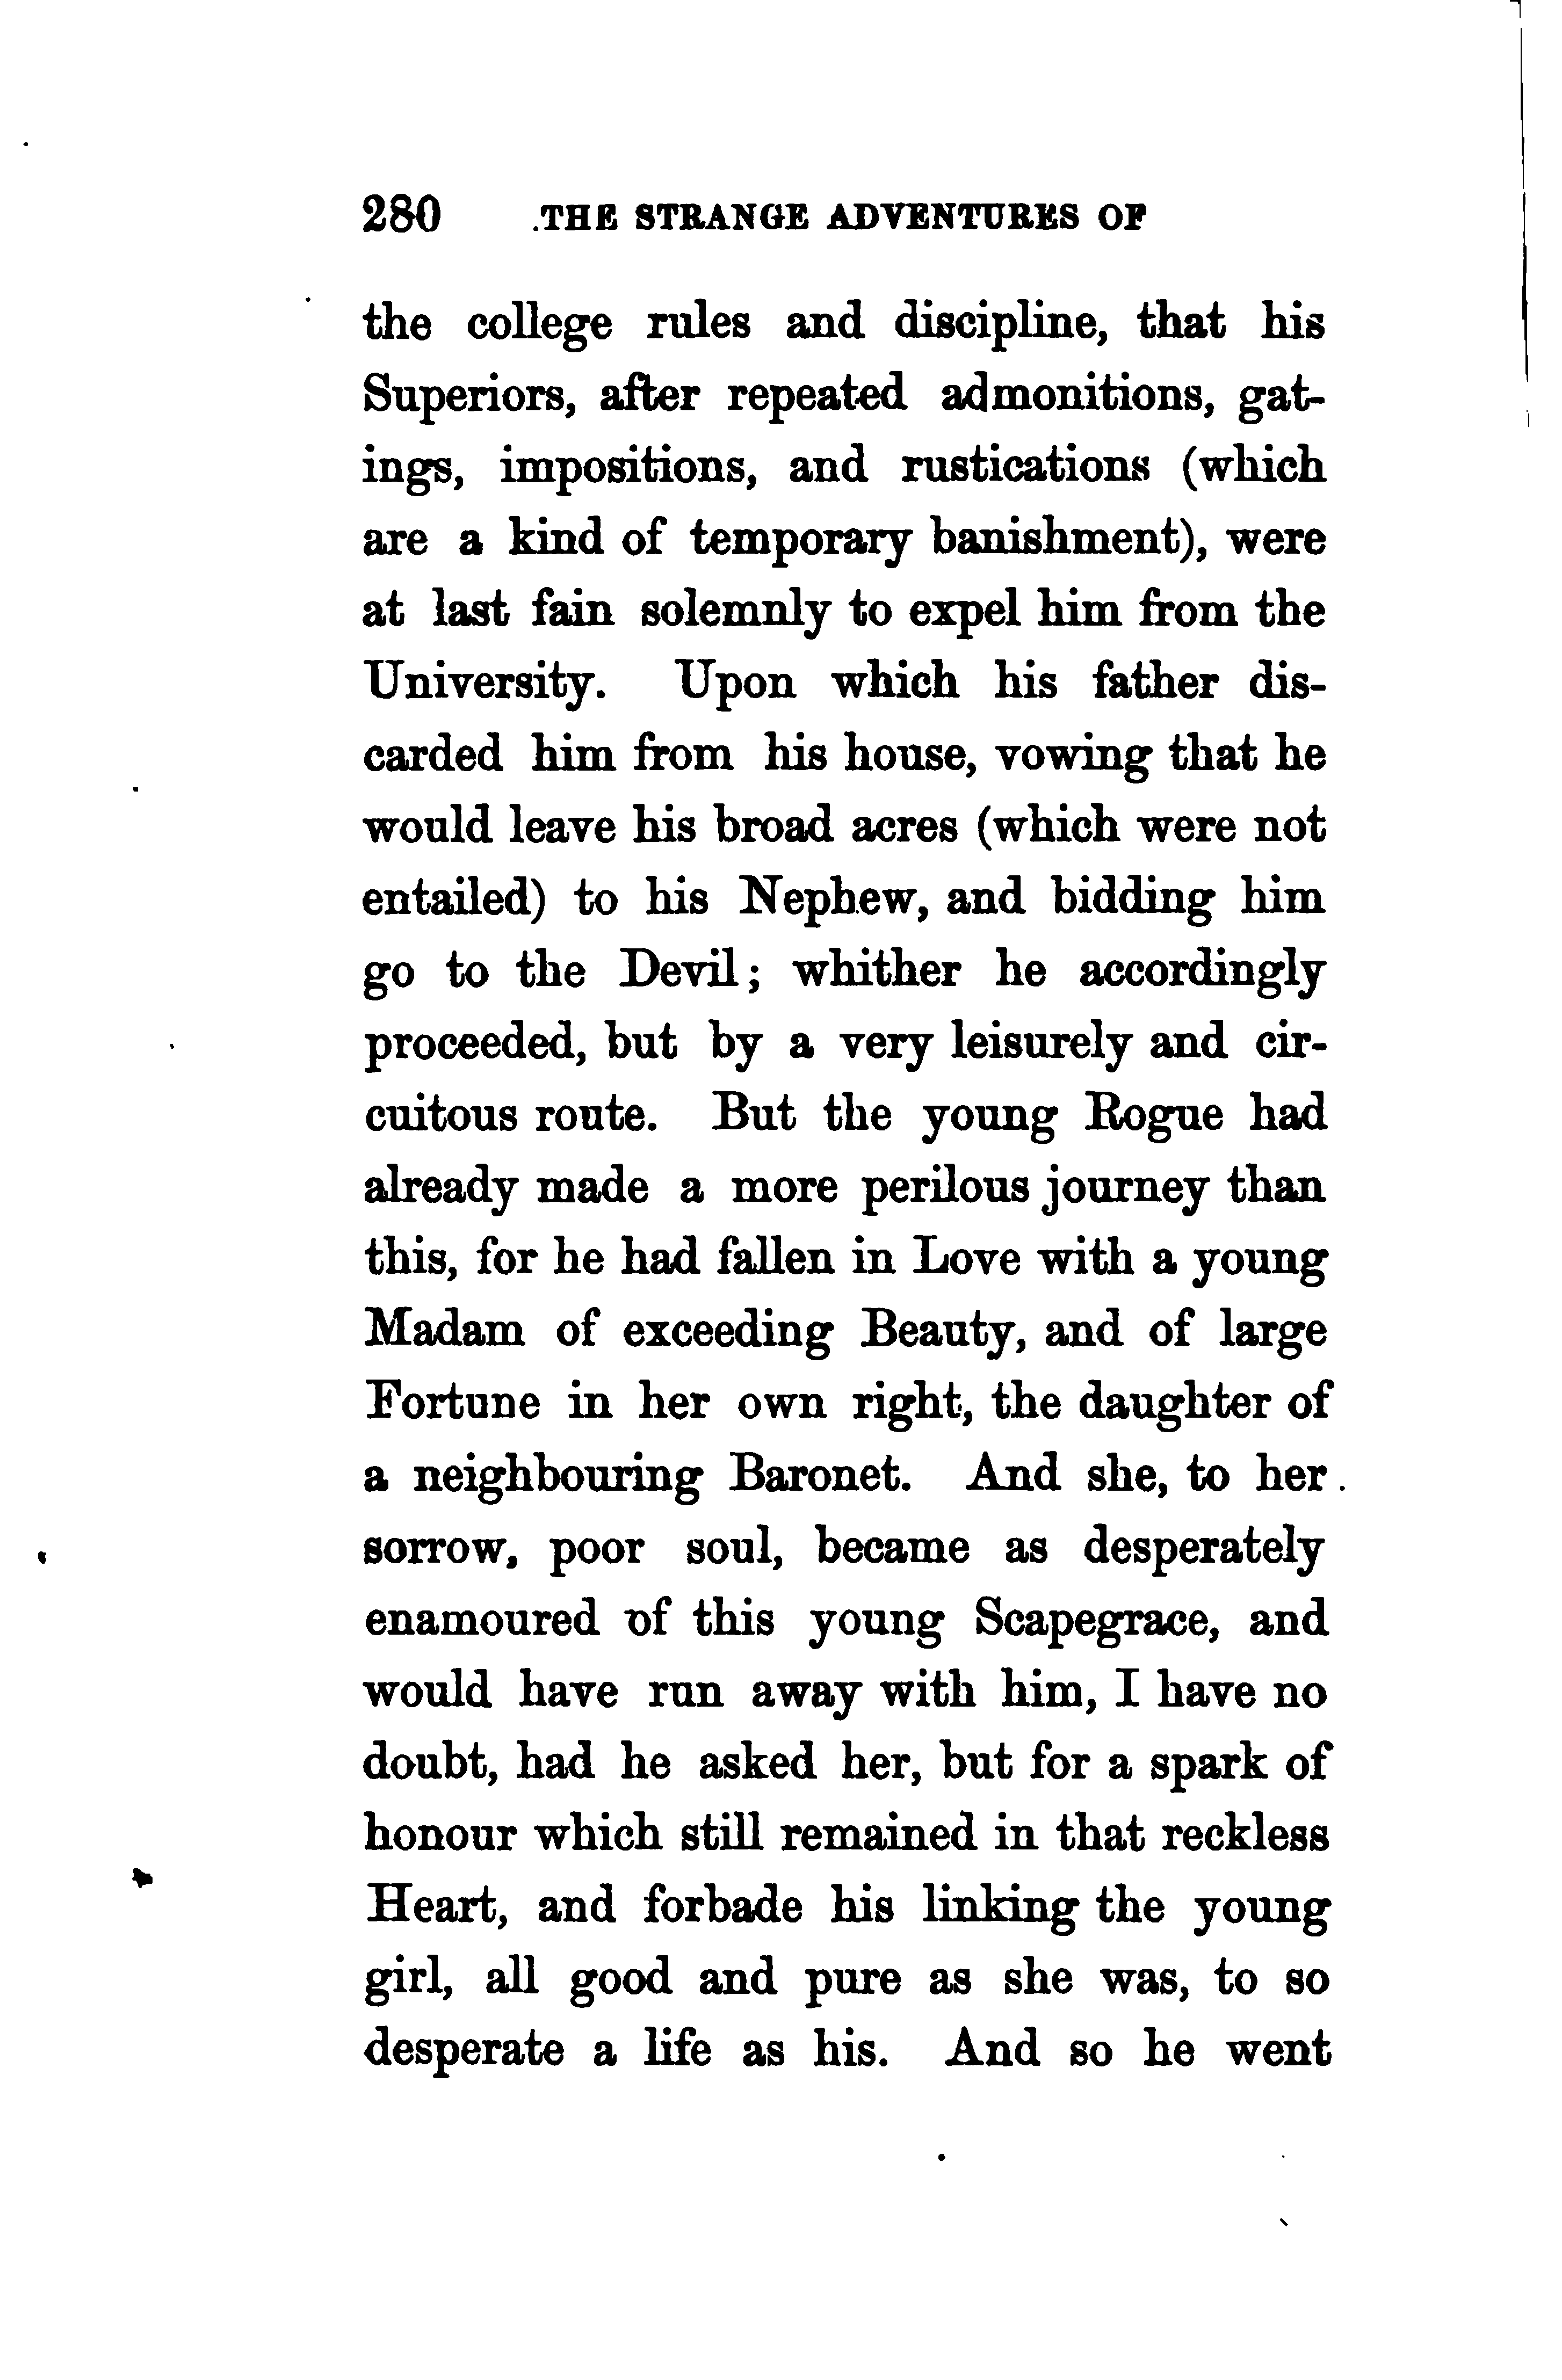 280 THE STRANGE ADVENTURES OF
the college rules and discipline, that his
Superiors, after repeated admonitions, gat-
ings, impositions, and rustications (which
are a kind of temporary banishment), were
at last fain solemnly to expel him from the
University. Upon which his father dis-
carded him from his house, vowing that he
would leave his broad acres (which were not
entailed) to his Nephew, and bidding him
go to the Devil; whither he accordingly
proceeded, but by a very leisurely and cir-
cuitous route. But the young Rogue had
already made a more perilous journey than
this, for he had fallen in Love with a young
Madam of exceeding Beauty, and of large
Fortune in her own right, the daughter of
a neighbouring Baronet. And she, to her
sorrow, poor soul, became as desperately
enamoured of this young Scapegrace, and
would have run away with him, I have no
doubt, had he asked her, but for a spark of
honour which still remained in that reckless
Heart, and forbade his linking the young
girl, all good and pure as she was, to so
desperate a life as his. And so he went